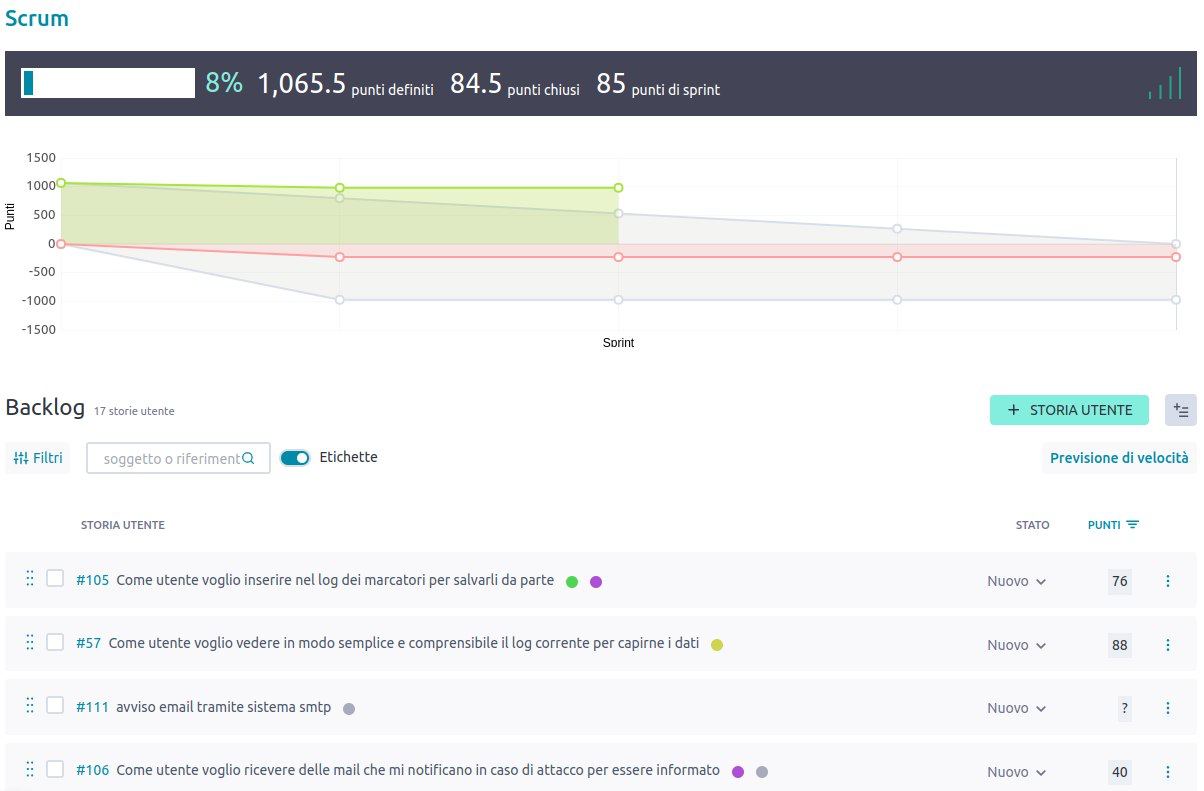 Scrum
8% 1,065.5 punti definiti 84.5 punti chiusi 85 punti di sprint
1500
1000
500
0
-500
-1000
-1500
Punti
Sprint
Backlog 17 storie utente
+ STORIA UTENTE
Filtri soggetto o riferiment Etichette Previsione di velocità
STORIA UTENTE STATO PUNTI
#105 Come utente voglio inserire nel log dei marcatori per salvarli da parte Nuovo 76
#57 Come utente voglio vedere in modo semplice e comprensibile il log corrente per capirne i dati Nuovo 88
#111 avviso email tramite sistema smtp Nuovo ?
#106 Come utente voglio ricevere delle mail che mi notificano in caso di attacco per essere informato Nuovo 40